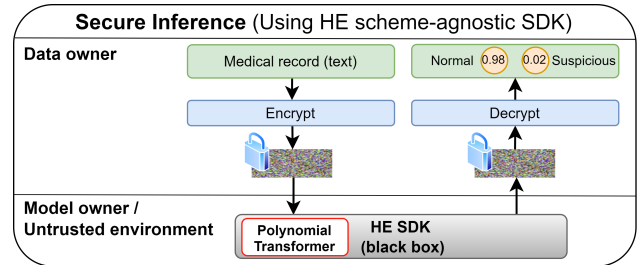 Secure Inference (Using HE scheme-agnostic SDK)
Data owner
Medical record (text)
Normal 0.98 0.02 Suspicious
Encrypt
Decrypt
Model owner /
Untrusted environment
Polynomial
Transformer
HE SDK
(black box)